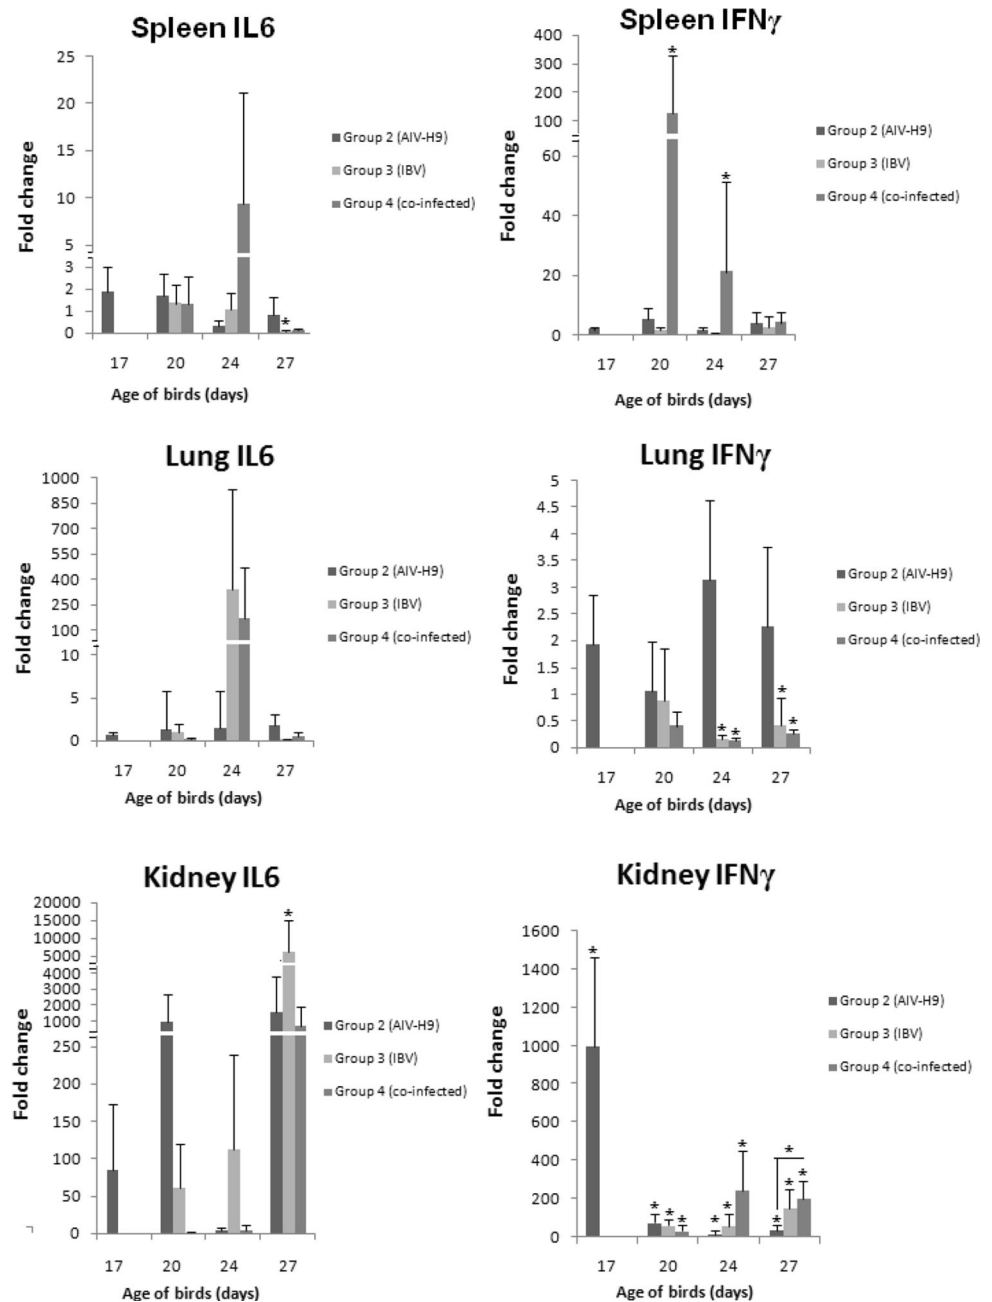 Spleen IL6
25
20
15
10
5
3
2
1
0
Fold change
17 20 24 27
*
Age of birds (days)
Group 2 (AIV-H9)
Group 3 (IBV)
Group 4 (co-infected)
Spleen IFNγ
400
300
200
100
60
40
20
0
Fold change
* *
17 20 24 27
Age of birds (days)
Group 2 (AIV-H9)
Group 3 (IBV)
Group 4 (co-infected)
Lung IL6
1000
850
700
550
400
250
100
10
5
0
Fold change
17 20 24 27
Age of birds (days)
Group 2 (AIV-H9)
Group 3 (IBV)
Group 4 (co-infected)
Lung IFNγ
5
4.5
4
3.5
3
2.5
2
1.5
1
0.5
0
Fold change
* * * *
17 20 24 27
Age of birds (days)
Group 2 (AIV-H9)
Group 3 (IBV)
Group 4 (co-infected)
Kidney IL6
20000
15000
10000
5000
4000
3000
2000
1000
250
200
150
100
50
0
Fold change
*
17 20 24 27
Age of birds (days)
Group 2 (AIV-H9)
Group 3 (IBV)
Group 4 (co-infected)
Kidney IFNγ
1600
1400
1200
1000
800
600
400
200
0
Fold change
* * * * * * * * * * *
17 20 24 27
Age of birds (days)
Group 2 (AIV-H9)
Group 3 (IBV)
Group 4 (co-infected)